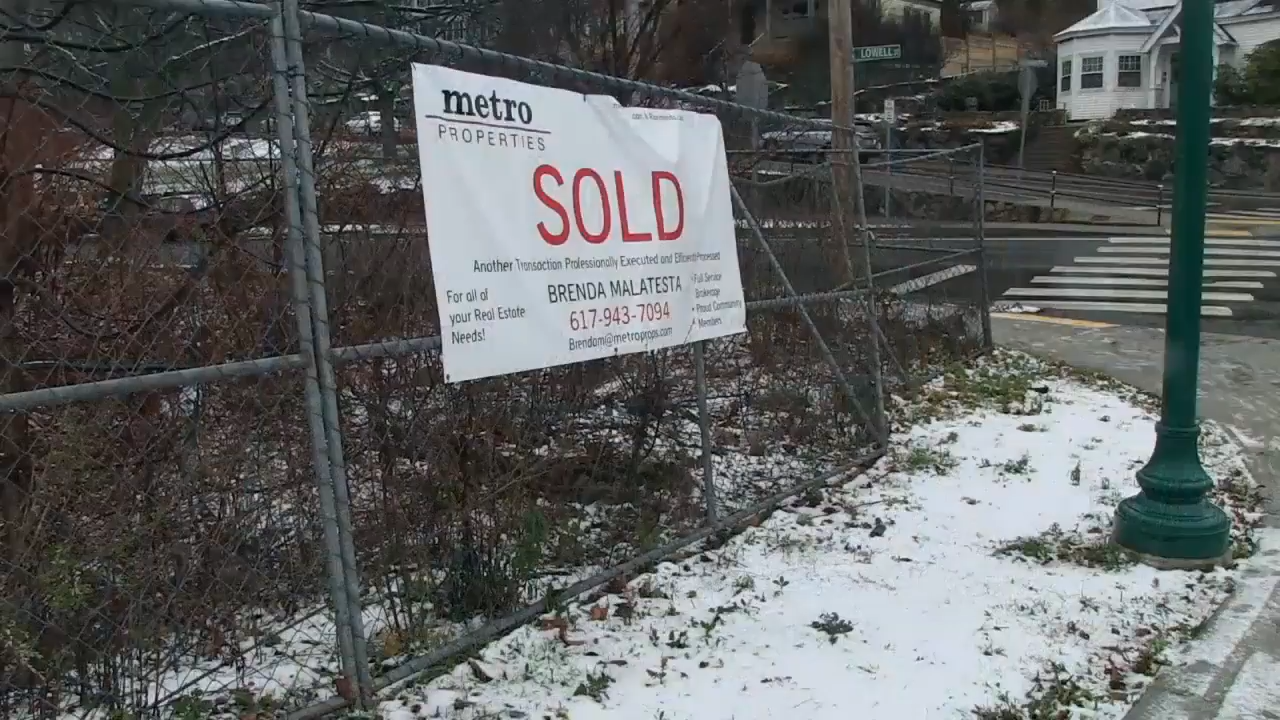 metro
PROPERTIES
SOLD
Another Transaction Professionally Executed and Efficiently Processed
For all of
your Real Estate
Needs!
BRENDA MALATESTA
617-943-7094
Brendam@metroprops.com
• Full Service
Brokerage
• Proud Community
Members
LOWELL